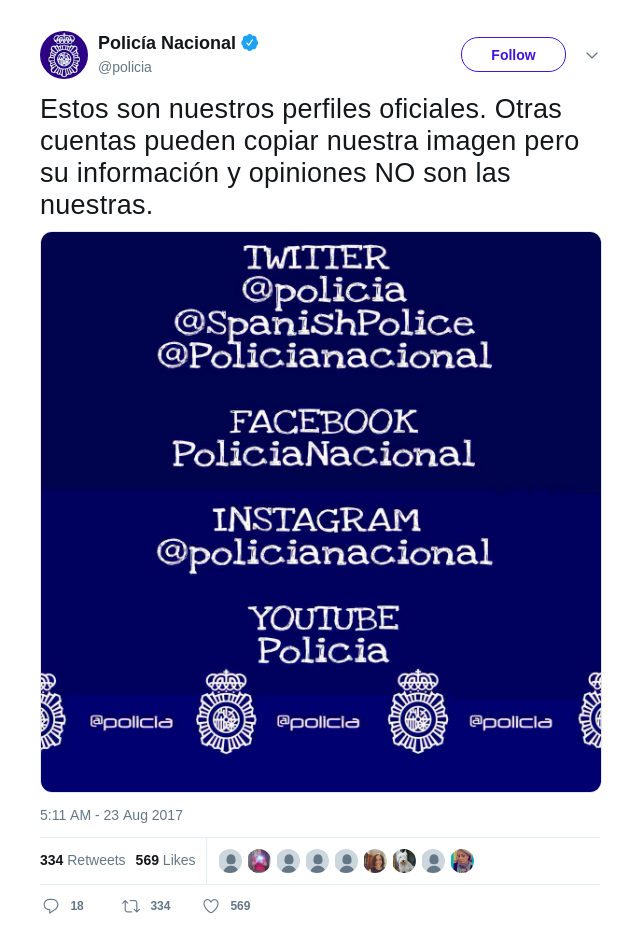 Policía Nacional
@policia
Follow
Estos son nuestros perfiles oficiales. Otras
cuentas pueden copiar nuestra imagen pero
su información y opiniones NO son las
nuestras.
TWITTER
@policia
@SpanishPolice
@Policianacional
FACEBOOK
PoliciaNacional
INSTAGRAM
@policianacional
YOUTUBE
Policia
@policia @policia @policia
5:11 AM - 23 Aug 2017
334 Retweets 569 Likes
18 334 569